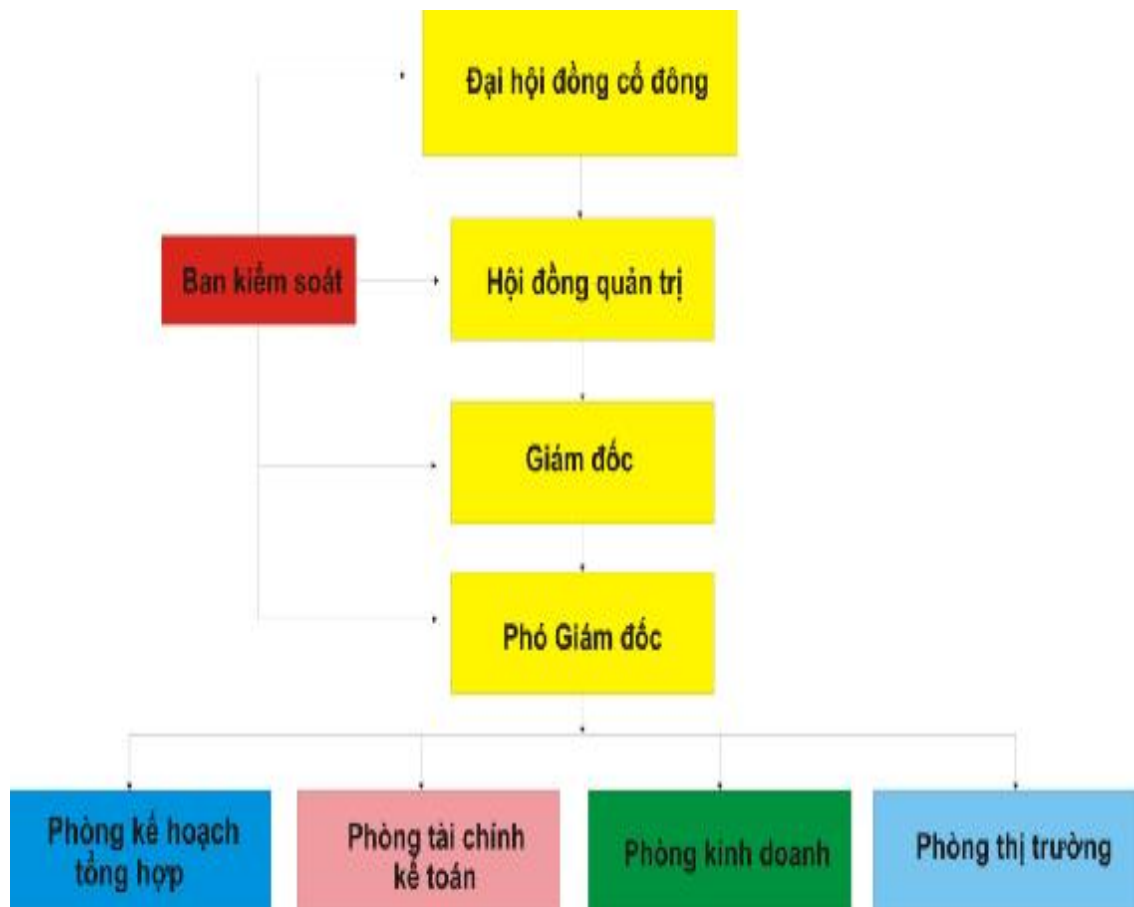 Đại hội đồng cổ đông
Ban kiểm soát
Hội đồng quản trị
Giám đốc
Phó Giám đốc
Phòng kế hoạch
tổng hợp
Phòng tài chính
kế toán
Phòng kinh doanh
Phòng thị trường